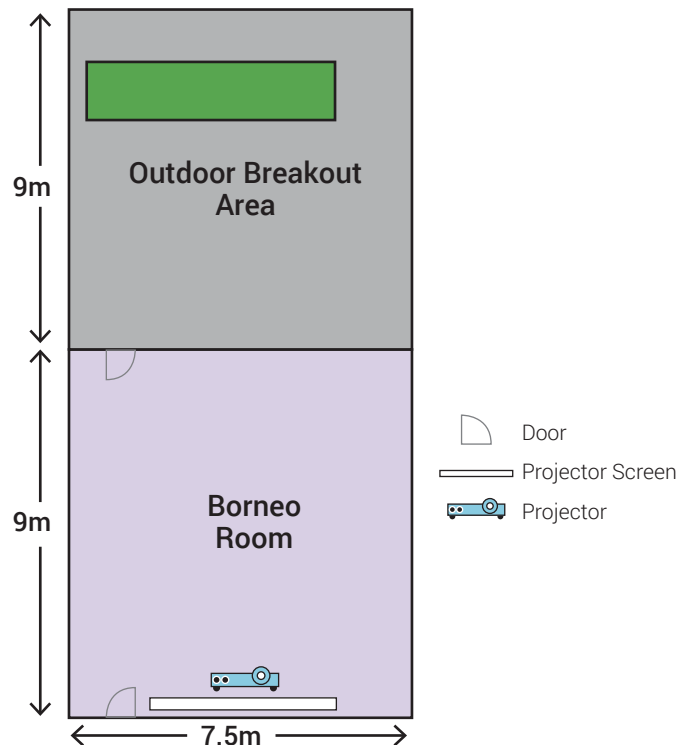 9m
Outdoor Breakout
Area
9m
Borneo
Room
7.5m
Door
Projector Screen
Projector